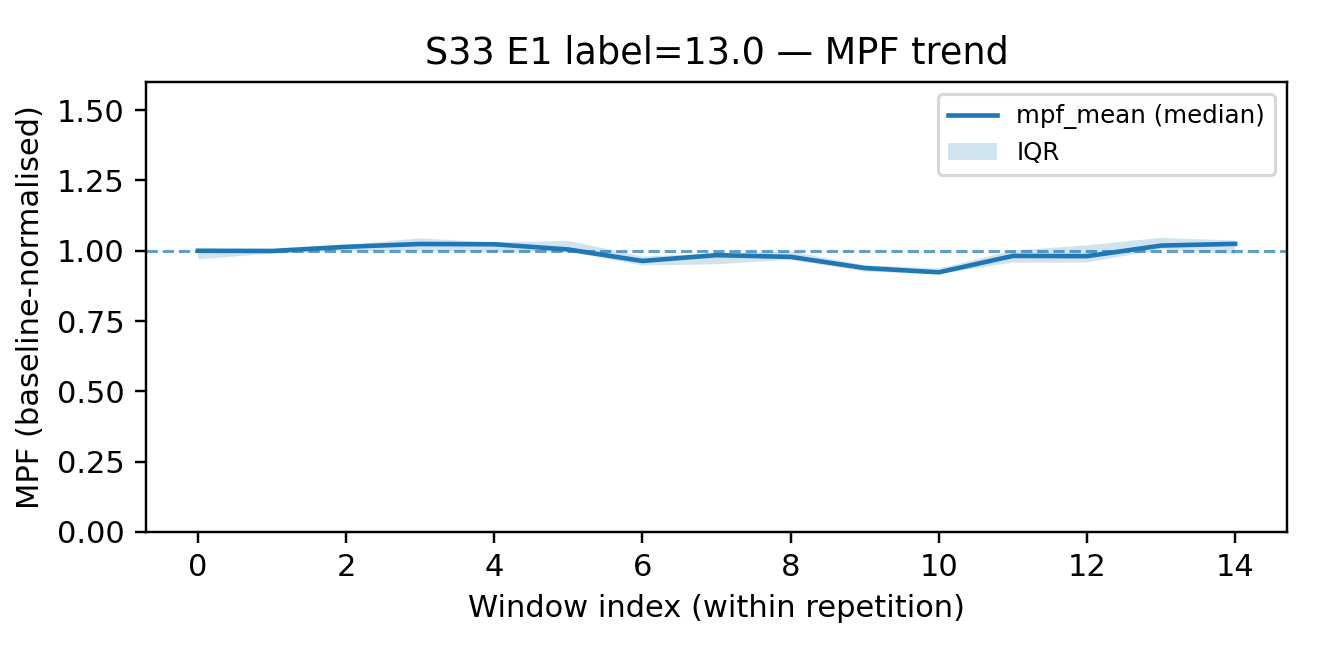 S33 E1 label=13.0 — MPF trend
mpf_mean (median)
IQR
MPF (baseline-normalised)
1.50
1.25
1.00
0.75
0.50
0.25
0.00
0 2 4 6 8 10 12 14
Window index (within repetition)